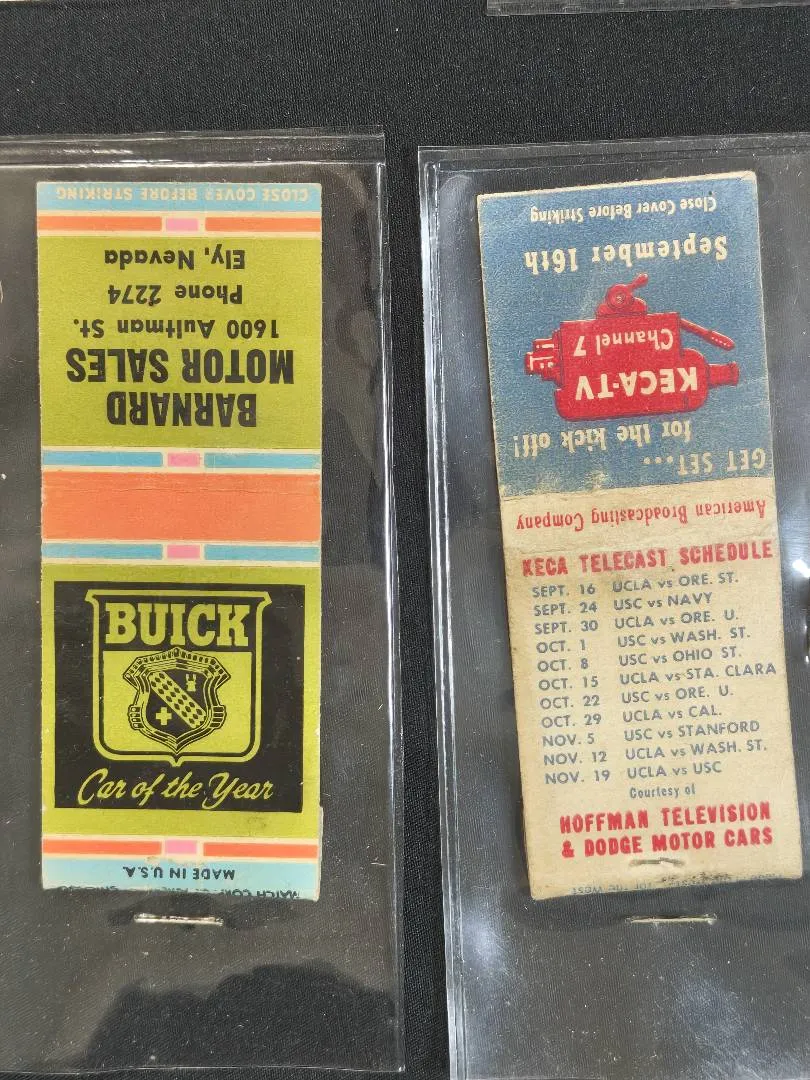 CLOSE COVER BEFORE STRIKING
BARNARD
MOTOR SALES
1600 Aultman St.
Phone 2274
Ely, Nevada
BUICK
Car of the Year
MADE IN U.S.A.
MATCH
Close Cover Before Striking
GET SET...
for the kick off!
KECA-TV
Channel 7
September 16th
American Broadcasting Company
KECA TELECAST SCHEDULE
SEPT. 16 UCLA vs ORE. ST.
SEPT. 24 USC vs NAVY
SEPT. 30 UCLA vs ORE. U.
OCT. 1 USC vs WASH. ST.
OCT. 8 USC vs OHIO ST.
OCT. 15 UCLA vs STA. CLARA
OCT. 22 USC vs ORE. U.
OCT. 29 UCLA vs CAL.
NOV. 5 USC vs STANFORD
NOV. 12 UCLA vs WASH. ST.
NOV. 19 UCLA vs USC
Courtesy of
HOFFMAN TELEVISION
& DODGE MOTOR CARS
for the West